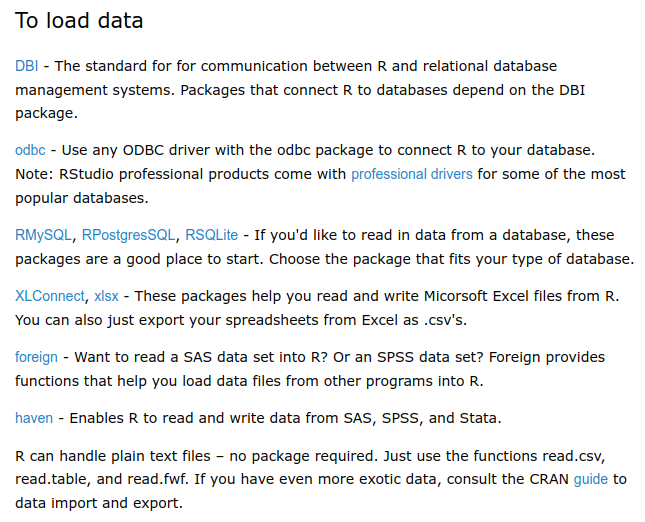 To load data
DBI - The standard for for communication between R and relational database
management systems. Packages that connect R to databases depend on the DBI
package.
odbc - Use any ODBC driver with the odbc package to connect R to your database.
Note: RStudio professional products come with professional drivers for some of the most
popular databases.
RMySQL, RPostgresSQL, RSQLite - If you'd like to read in data from a database, these
packages are a good place to start. Choose the package that fits your type of database.
XLConnect, xlsx - These packages help you read and write Micorsoft Excel files from R.
You can also just export your spreadsheets from Excel as .csv's.
foreign - Want to read a SAS data set into R? Or an SPSS data set? Foreign provides
functions that help you load data files from other programs into R.
haven - Enables R to read and write data from SAS, SPSS, and Stata.
R can handle plain text files – no package required. Just use the functions read.csv,
read.table, and read.fwf. If you have even more exotic data, consult the CRAN guide to
data import and export.